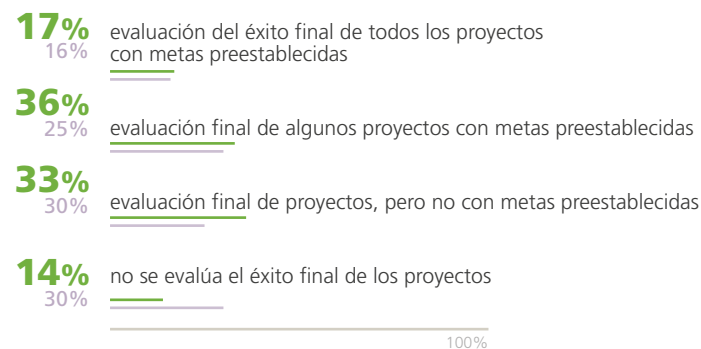 17%
16%
evaluación del éxito final de todos los proyectos
con metas preestablecidas
36%
25%
evaluación final de algunos proyectos con metas preestablecidas
33%
30%
evaluación final de proyectos, pero no con metas preestablecidas
14%
30%
no se evalúa el éxito final de los proyectos
100%